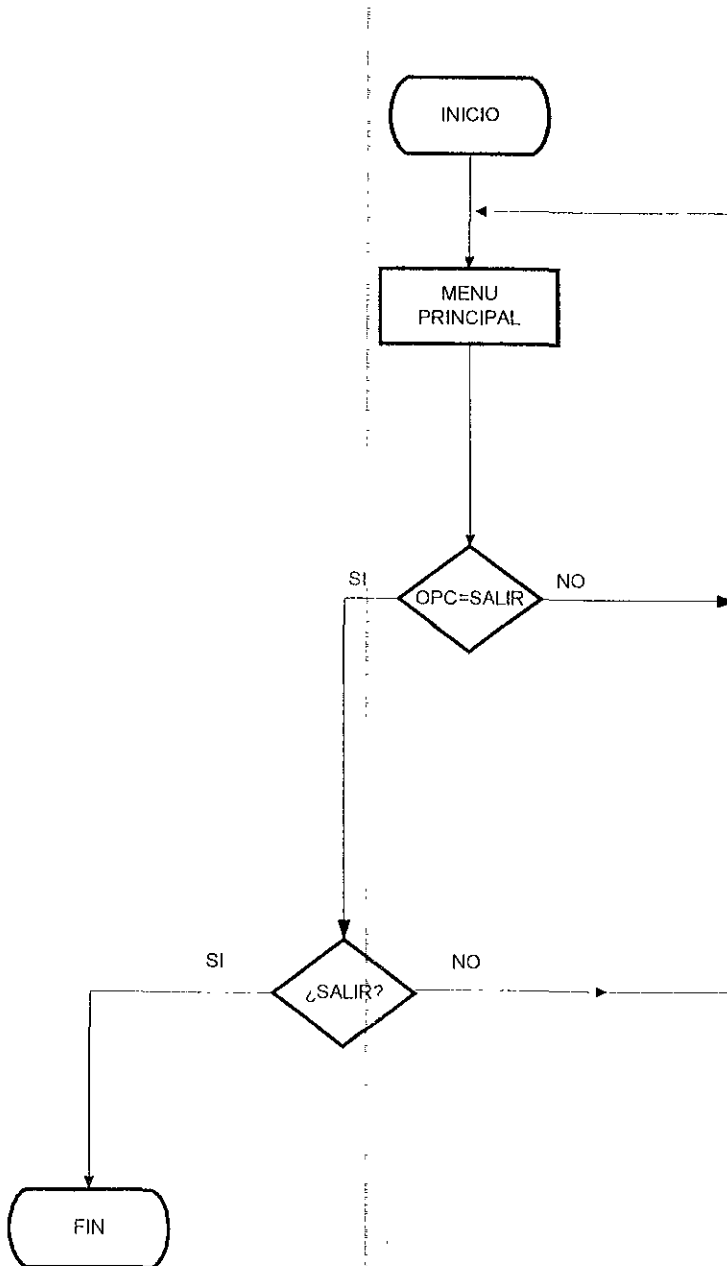 INICIO
MENU
PRINCIPAL
SI
OPC=SALIR
NO
SI
¿SALIR?
NO
FIN